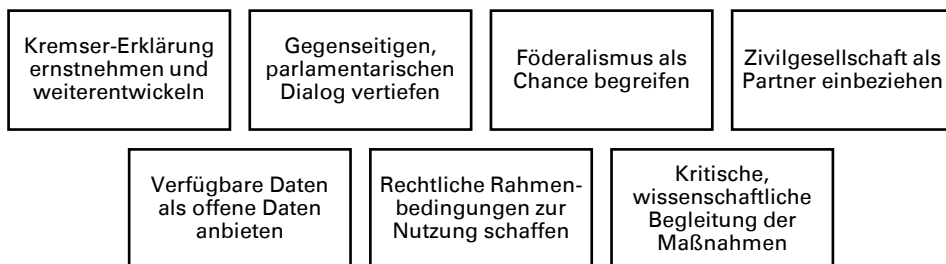 Kremser-Erklärung
ernstnehmen und
weiterentwickeln
Gegenseitigen,
parlamentarischen
Dialog vertiefen
Föderalismus als
Chance begreifen
Zivilgesellschaft als
Partner einbeziehen
Verfügbare Daten
als offene Daten
anbieten
Rechtliche Rahmen-
bedingungen zur
Nutzung schaffen
Kritische,
wissenschaftliche
Begleitung der
Maßnahmen